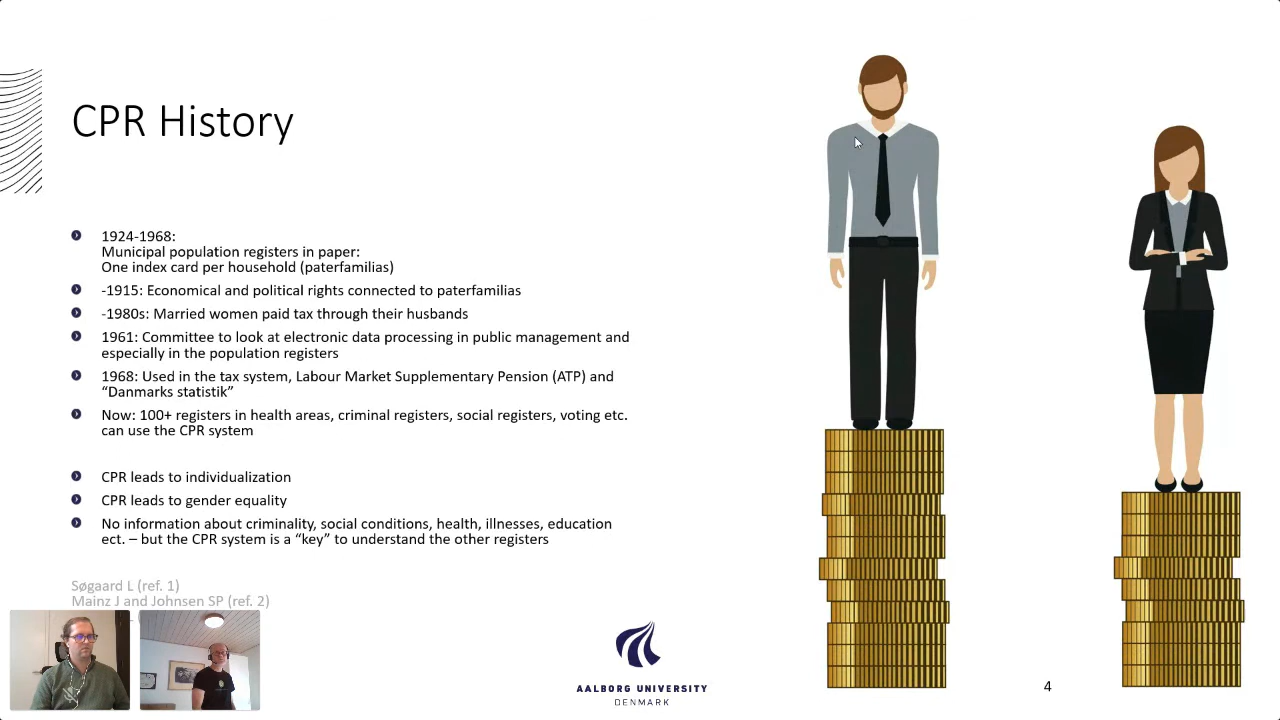 CPR History
1924-1968:
Municipal population registers in paper:
One index card per household (paterfamilias)
-1915: Economical and political rights connected to paterfamilias
-1980s: Married women paid tax through their husbands
1961: Committee to look at electronic data processing in public management and
especially in the population registers
1968: Used in the tax system, Labour Market Supplementary Pension (ATP) and
“Danmarks statistik”
Now: 100+ registers in health areas, criminal registers, social registers, voting etc.
can use the CPR system
CPR leads to individualization
CPR leads to gender equality
No information about criminality, social conditions, health, illnesses, education
ect. – but the CPR system is a “key” to understand the other registers
Søgaard L (ref. 1)
Mainz J and Johnsen SP (ref. 2)
AALBORG UNIVERSITY
DENMARK
4